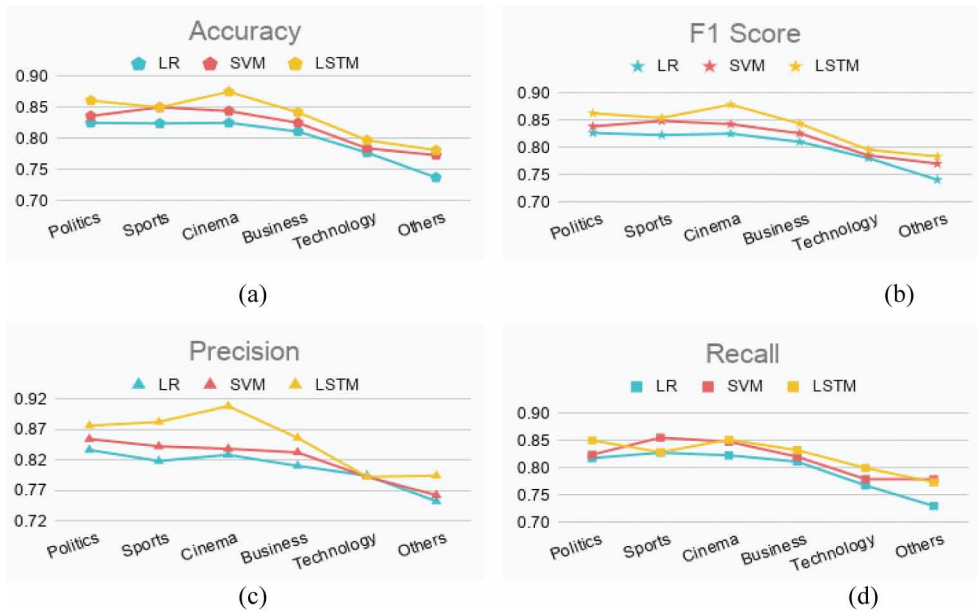 Accuracy
LR SVM LSTM
0.90
0.85
0.80
0.75
0.70
Politics Sports Cinema Business Technology Others
(a)
F1 Score
LR SVM LSTM
0.90
0.85
0.80
0.75
0.70
Politics Sports Cinema Business Technology Others
(b)
Precision
LR SVM LSTM
0.92
0.87
0.82
0.77
0.72
Politics Sports Cinema Business Technology Others
(c)
Recall
LR SVM LSTM
0.90
0.85
0.80
0.75
0.70
Politics Sports Cinema Business Technology Others
(d)